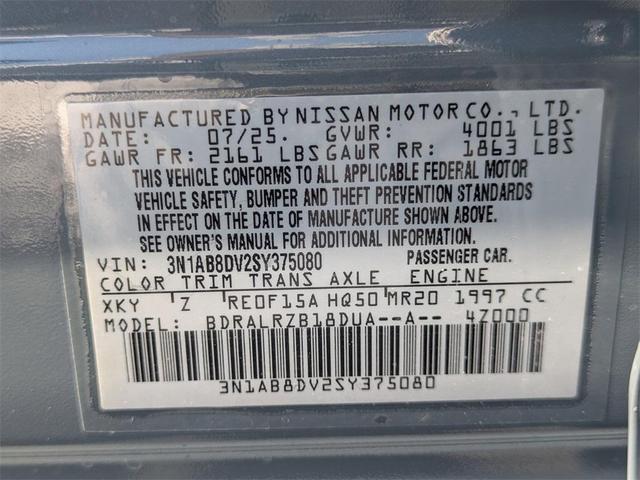 MANUFACTURED BY NISSAN MOTOR CO., LTD.
DATE: 07/25. GVWR: 4001 LBS
GAWR FR: 2161 LBS GAWR RR: 1863 LBS
THIS VEHICLE CONFORMS TO ALL APPLICABLE FEDERAL MOTOR
VEHICLE SAFETY, BUMPER AND THEFT PREVENTION STANDARDS
IN EFFECT ON THE DATE OF MANUFACTURE SHOWN ABOVE.
SEE OWNER'S MANUAL FOR ADDITIONAL INFORMATION.
VIN: 3N1AB8DV2SY375080 PASSENGER CAR.
COLOR TRIM TRANS AXLE ENGINE
XKY Z RE0F15A HQ50 MR20 1997 CC
MODEL: BDRALRZB18DUA--A-- 4Z000
3N1AB8DV2SY375080